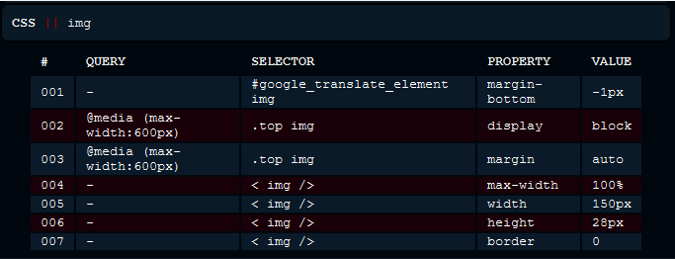 CSS || img
# QUERY SELECTOR PROPERTY VALUE
001 - #google_translate_element img margin-bottom -1px
002 @media (max-width:600px) .top img display block
003 @media (max-width:600px) .top img margin auto
004 - < img /> max-width 100%
005 - < img /> width 150px
006 - < img /> height 28px
007 - < img /> border 0